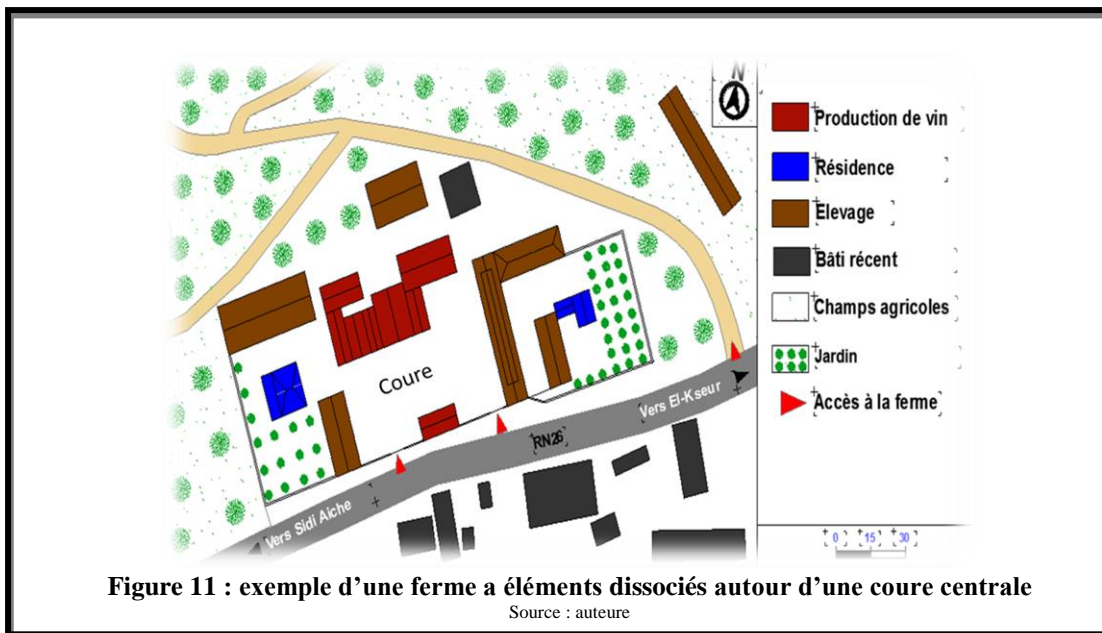 N
Production de vin
Résidence
Elevage
Bâti récent
Champs agricoles
Jardin
Accès à la ferme
Coure
Vers El-Kseur
RN26
Vers Sidi Aiche
0 15 30
Figure 11 : exemple d’une ferme a éléments dissociés autour d’une coure centrale
Source : auteure